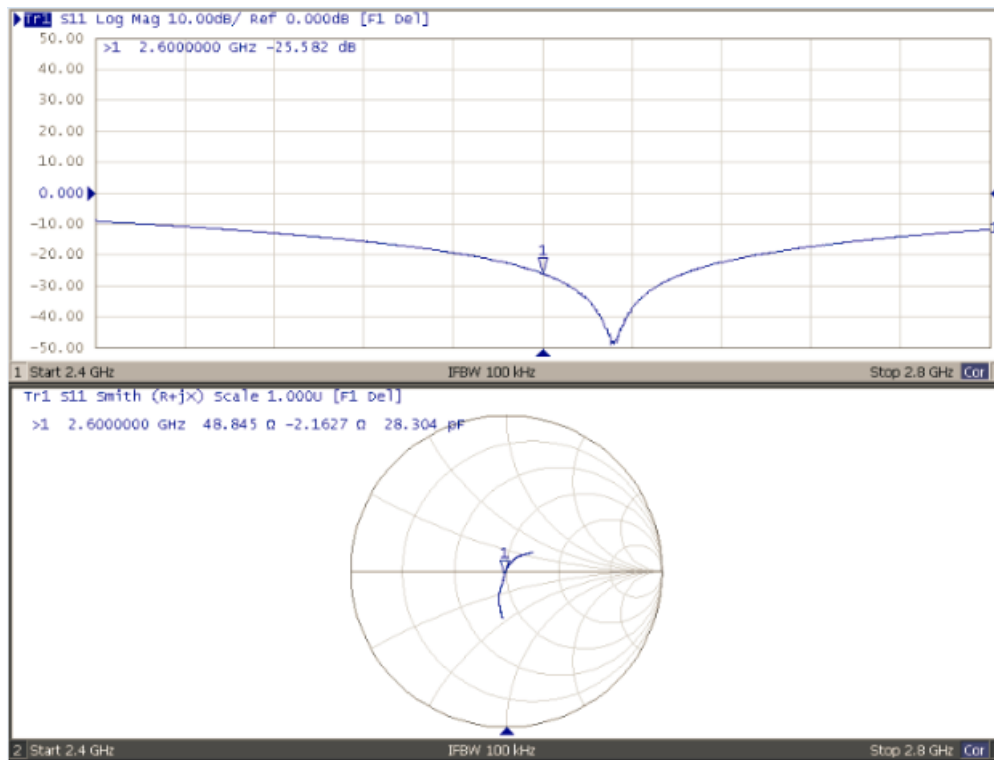 Tr1 S11 Log Mag 10.00dB/ Ref 0.000dB [F1 Del]
50.00
>1 2.6000000 GHz -25.582 dB
40.00
30.00
20.00
10.00
0.000
-10.00
1
-20.00
1
-30.00
-40.00
-50.00
1 Start 2.4 GHz IFBW 100 kHz Stop 2.8 GHz Cor
Tr1 S11 Smith (R+jX) Scale 1.000U [F1 Del]
>1 2.6000000 GHz 48.845 Ω -2.1627 Ω 28.304 pF
1
2 Start 2.4 GHz IFBW 100 kHz Stop 2.8 GHz Cor